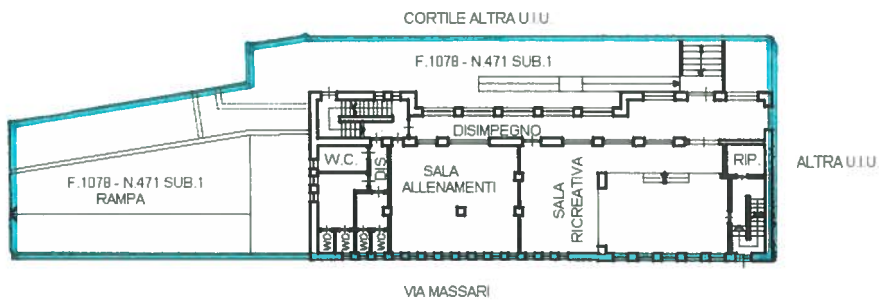 CORTILE ALTRA U.I.U.
F.1078 - N.471 SUB.1
DISIMPEGNO
W.C.
DIS.
SALA
ALLENAMENTI
SALA
RICREATIVA
RIP.
ALTRA U.I.U.
F.1078 - N.471 SUB.1
RAMPA
WC
WC
WC
WC
VIA MASSARI